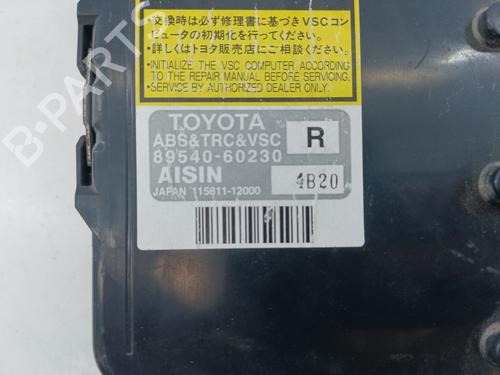 ・交換時は必ず修理書に基づきVSCコン
ピュータの初期化を行ってください。
・詳しくはトヨタ販売店にご相談ください。
・INITIALIZE THE VSC COMPUTER ACCORDING
TO THE REPAIR MANUAL BEFORE SERVICING.
・SERVICE BY AUTHORIZED DEALER ONLY.
TOYOTA
ABS&TRC&VSC
R
89540-60230
AISIN
4B20
JAPAN 115811-12000
B-Parts